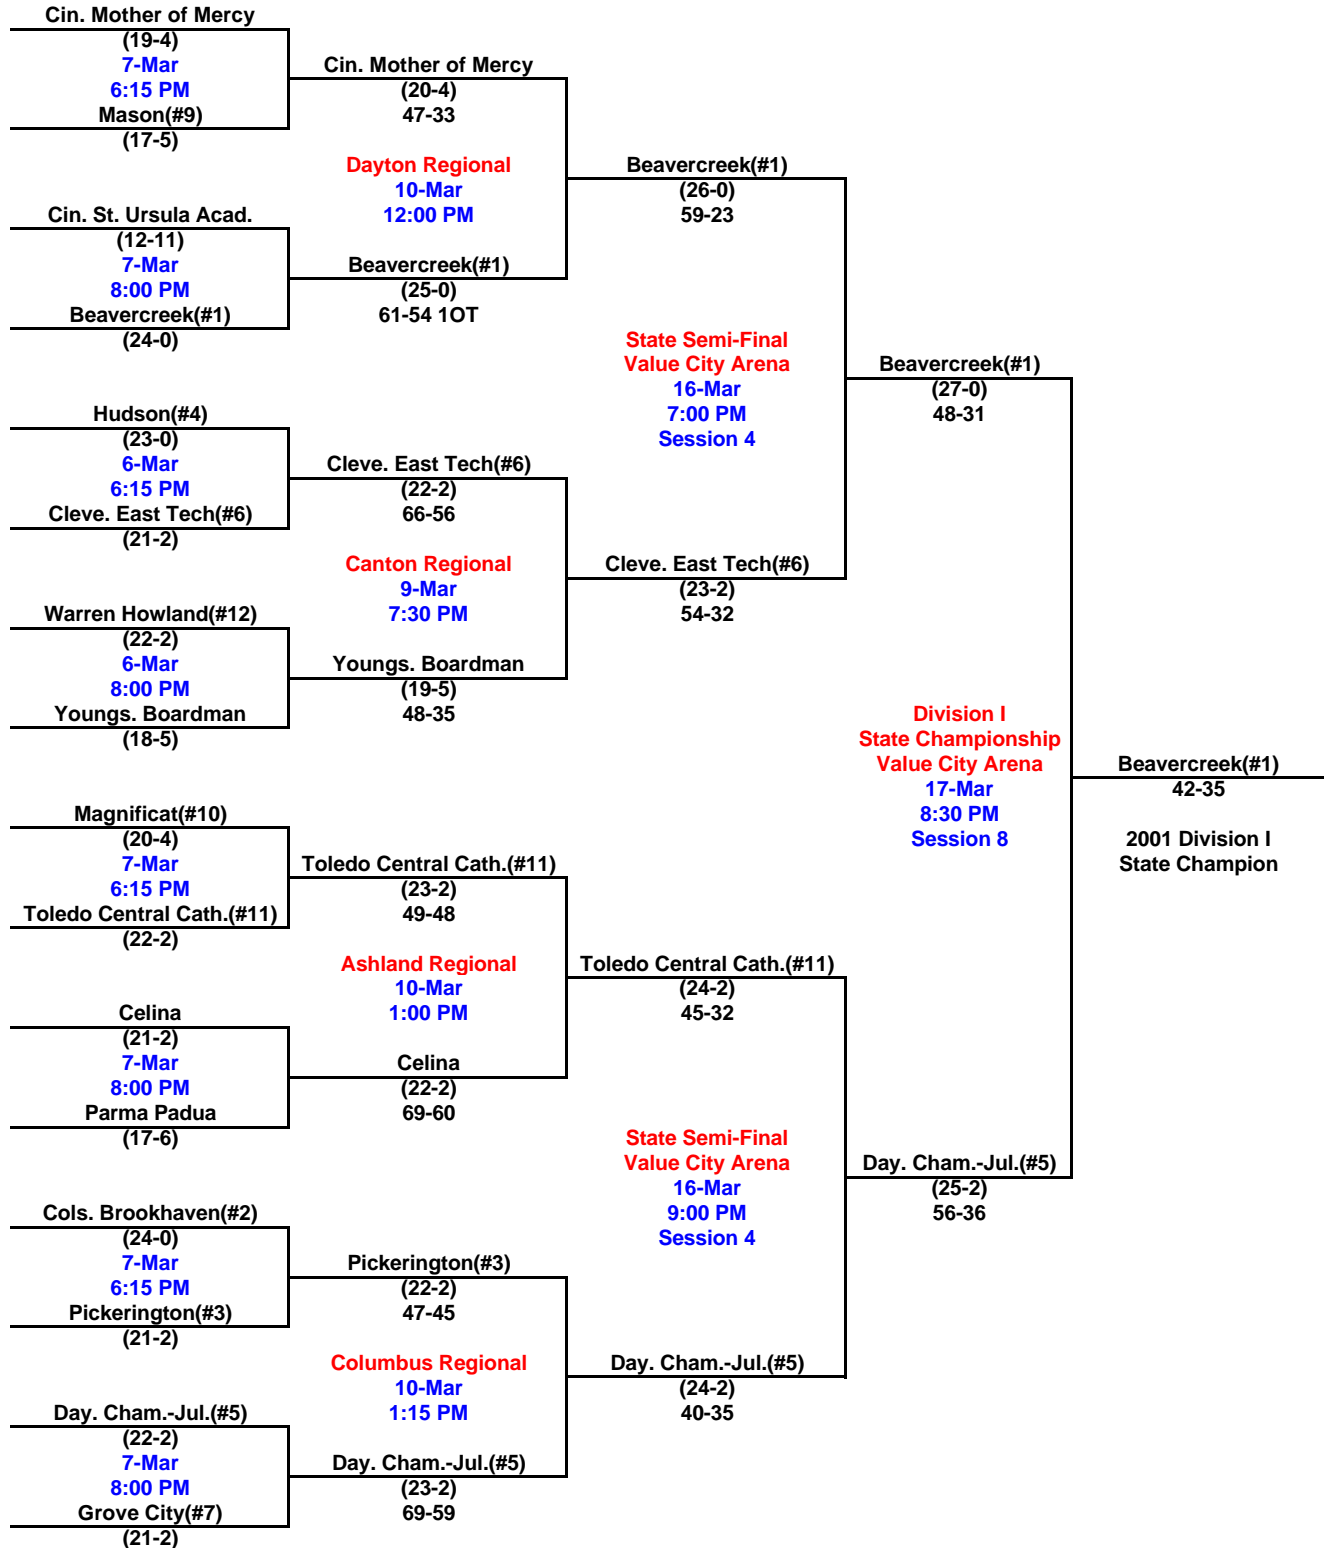 Cin. Mother of Mercy
(19-4)
7-Mar
6:15 PM
Mason(#9)
(17-5)
Cin. St. Ursula Acad.
(12-11)
7-Mar
8:00 PM
Beavercreek(#1)
(24-0)
Hudson(#4)
(23-0)
6-Mar
6:15 PM
Cleve. East Tech(#6)
(21-2)
Warren Howland(#12)
(22-2)
6-Mar
8:00 PM
Youngs. Boardman
(18-5)
Magnificat(#10)
(20-4)
7-Mar
6:15 PM
Toledo Central Cath.(#11)
(22-2)
Celina
(21-2)
7-Mar
8:00 PM
Parma Padua
(17-6)
Cols. Brookhaven(#2)
(24-0)
7-Mar
6:15 PM
Pickerington(#3)
(21-2)
Day. Cham.-Jul.(#5)
(22-2)
7-Mar
8:00 PM
Grove City(#7)
(21-2)
Cin. Mother of Mercy
(20-4)
47-33
Dayton Regional
10-Mar
12:00 PM
Beavercreek(#1)
(25-0)
61-54 1OT
Cleve. East Tech(#6)
(22-2)
66-56
Canton Regional
9-Mar
7:30 PM
Youngs. Boardman
(19-5)
48-35
Toledo Central Cath.(#11)
(23-2)
49-48
Ashland Regional
10-Mar
1:00 PM
Celina
(22-2)
69-60
Pickerington(#3)
(22-2)
47-45
Columbus Regional
10-Mar
1:15 PM
Day. Cham.-Jul.(#5)
(23-2)
69-59
Beavercreek(#1)
(26-0)
59-23
State Semi-Final
Value City Arena
16-Mar
7:00 PM
Session 4
Cleve. East Tech(#6)
(23-2)
54-32
Toledo Central Cath.(#11)
(24-2)
45-32
State Semi-Final
Value City Arena
16-Mar
9:00 PM
Session 4
Day. Cham.-Jul.(#5)
(24-2)
40-35
Beavercreek(#1)
(27-0)
48-31
Division I
State Championship
Value City Arena
17-Mar
8:30 PM
Session 8
Day. Cham.-Jul.(#5)
(25-2)
56-36
Beavercreek(#1)
42-35
2001 Division I
State Champion